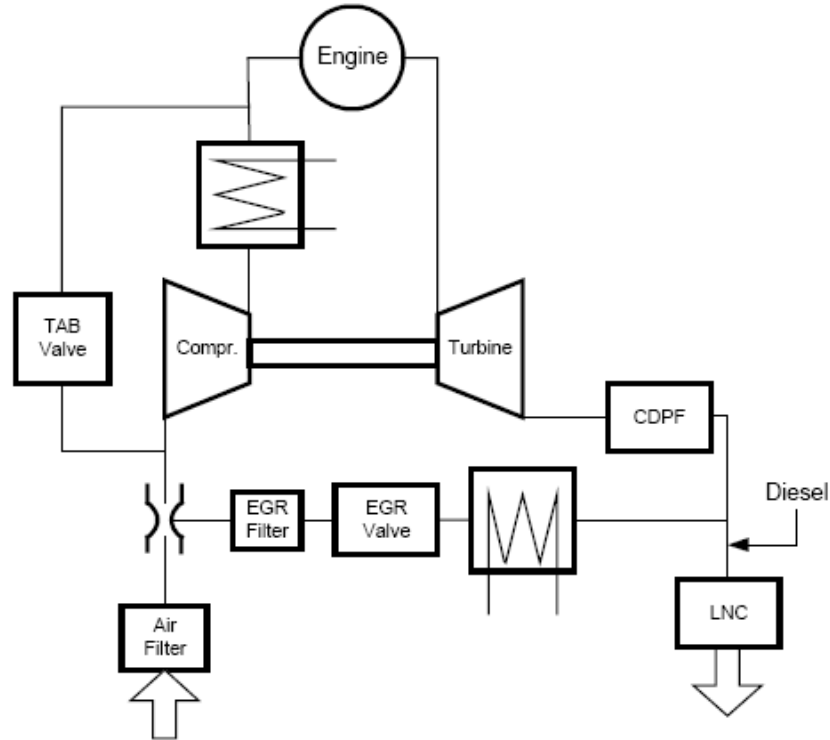 Engine
TAB
Valve
Compr.
Turbine
CDPF
EGR
Filter
EGR
Valve
Diesel
Air
Filter
LNC